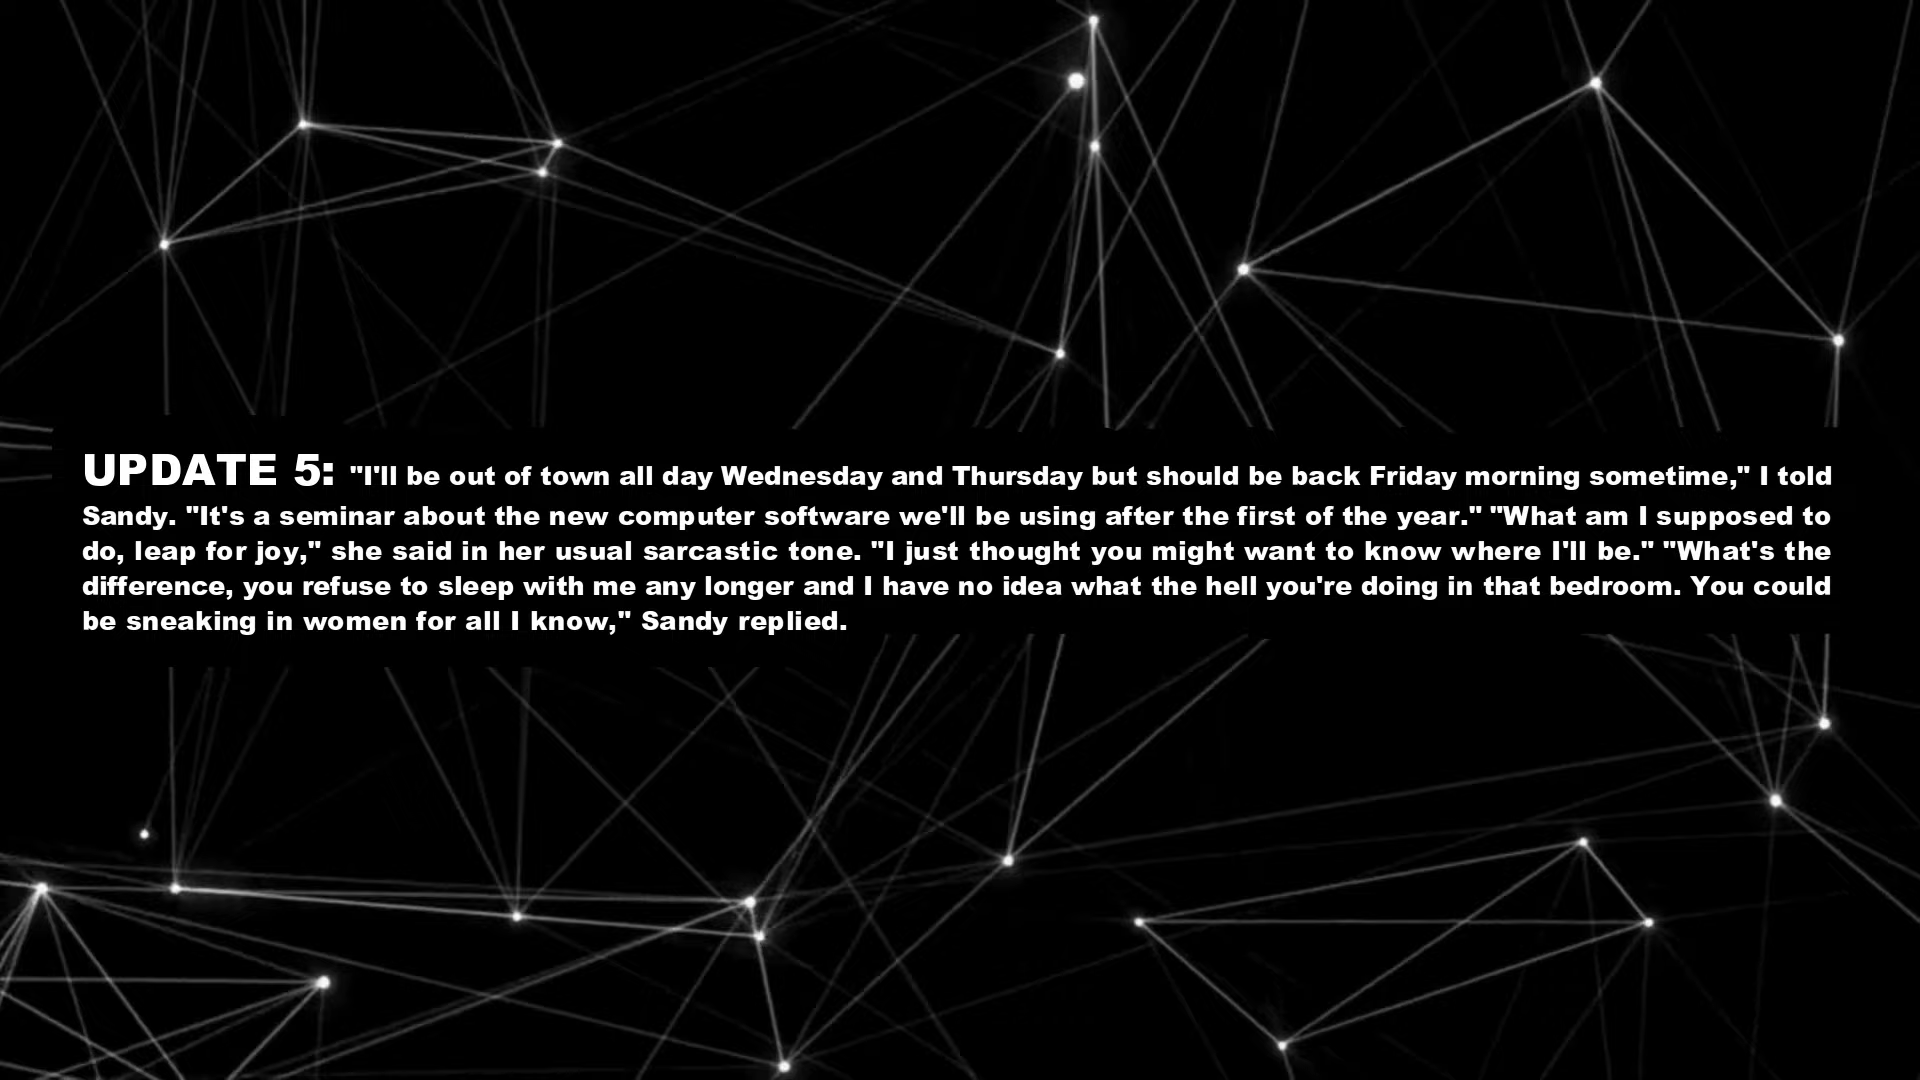 UPDATE 5: "I'll be out of town all day Wednesday and Thursday but should be back Friday morning sometime," I told
Sandy. "It's a seminar about the new computer software we'll be using after the first of the year." "What am I supposed to
do, leap for joy," she said in her usual sarcastic tone. "I just thought you might want to know where I'll be." "What's the
difference, you refuse to sleep with me any longer and I have no idea what the hell you're doing in that bedroom. You could
be sneaking in women for all I know," Sandy replied.